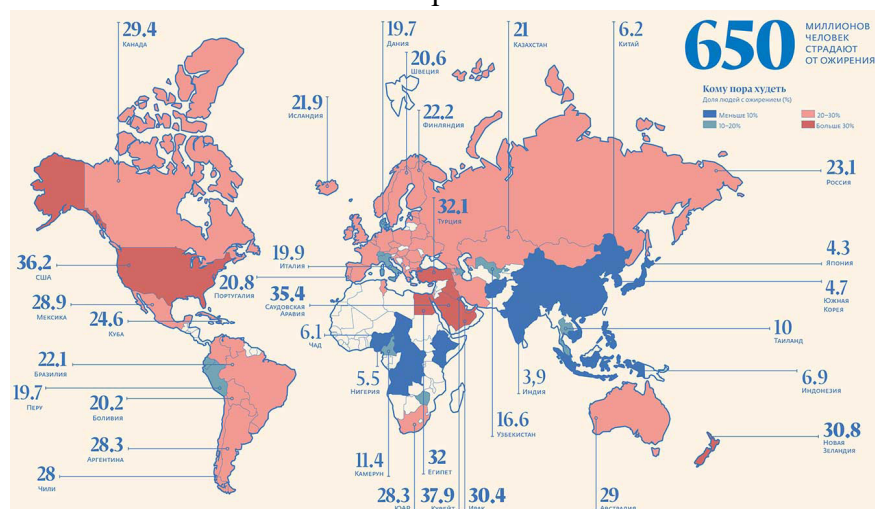 29.4
КАНАДА
19.7
ДАНИЯ
20.6
ШВЕЦИЯ
21
КАЗАХСТАН
6.2
КИТАЙ
650
МИЛЛИОНОВ
ЧЕЛОВЕК
СТРАДАЮТ
ОТ ОЖИРЕНИЯ
Кому пора худеть
Доля людей с ожирением (%)
Меньше 10%
10–20%
20–30%
Больше 30%
21.9
ИСЛАНДИЯ
22.2
ФИНЛЯНДИЯ
23.1
РОССИЯ
32.1
ТУРЦИЯ
36.2
США
19.9
ИТАЛИЯ
20.8
ПОРТУГАЛИЯ
35.4
САУДОВСКАЯ
АРАВИЯ
4.3
ЯПОНИЯ
4.7
ЮЖНАЯ
КОРЕЯ
28.9
МЕКСИКА
24.6
КУБА
6.1
ЧАД
10
ТАИЛАНД
22.1
БРАЗИЛИЯ
5.5
НИГЕРИЯ
3,9
ИНДИЯ
6.9
ИНДОНЕЗИЯ
19.7
ПЕРУ
20.2
БОЛИВИЯ
16.6
УЗБЕКИСТАН
30.8
НОВАЯ
ЗЕЛАНДИЯ
28.3
АРГЕНТИНА
11.4
КАМЕРУН
32
ЕГИПЕТ
28
ЧИЛИ
28.3
37.9
30.4
29